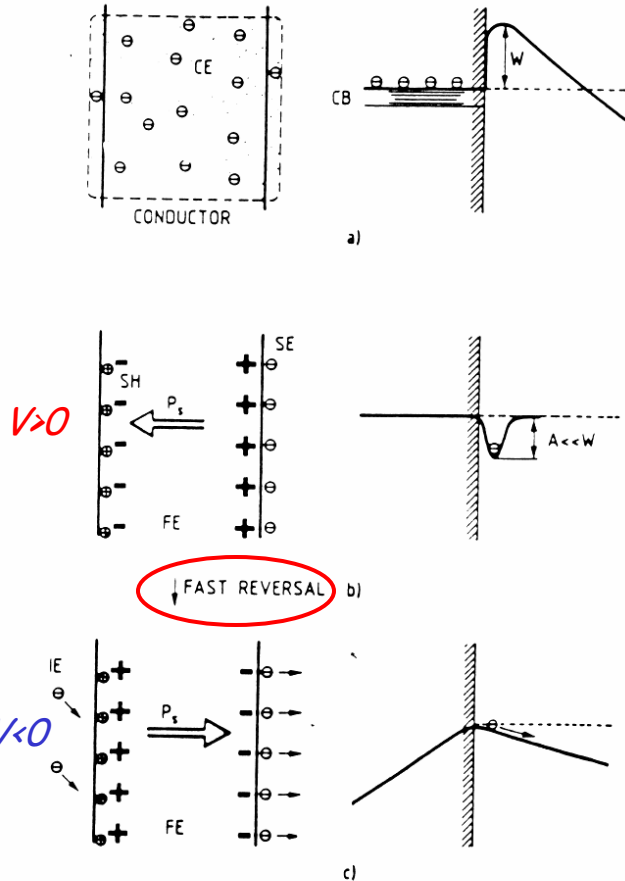 CE
CONDUCTOR
CB
W
a)
V>0
SH
Ps
FE
SE
A<<W
FAST REVERSAL
b)
IE
V<0
Ps
FE
c)